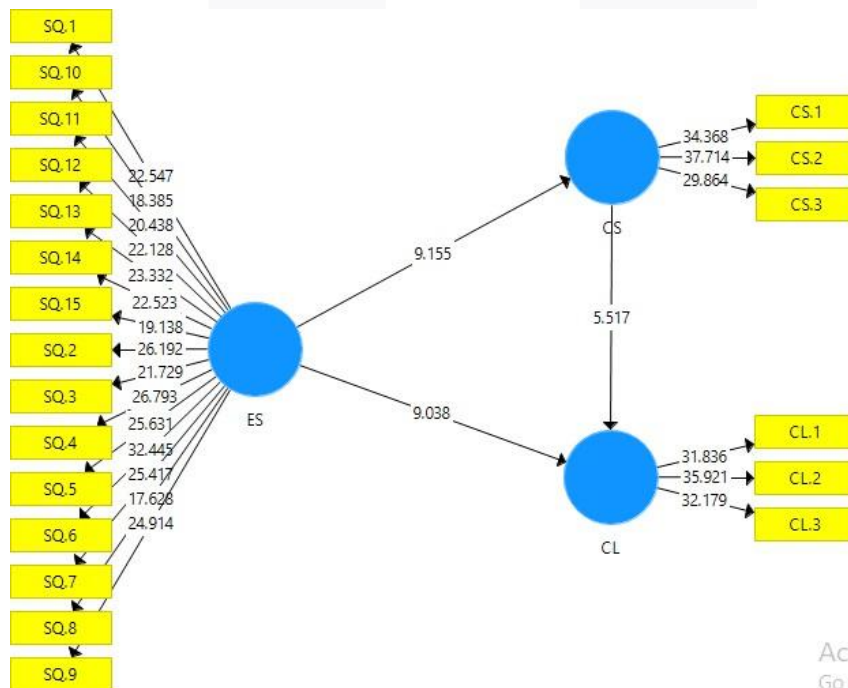 SQ.1
SQ.10
SQ.11
SQ.12
SQ.13
SQ.14
SQ.15
SQ.2
SQ.3
SQ.4
SQ.5
SQ.6
SQ.7
SQ.8
SQ.9
22.547
18.385
20.438
22.128
23.332
22.523
19.138
26.192
21.729
26.793
25.631
32.445
25.417
17.628
24.914
ES
9.155
9.038
CS
5.517
CL
34.368
37.714
29.864
CS.1
CS.2
CS.3
31.836
35.921
32.179
CL.1
CL.2
CL.3
Ac
Go